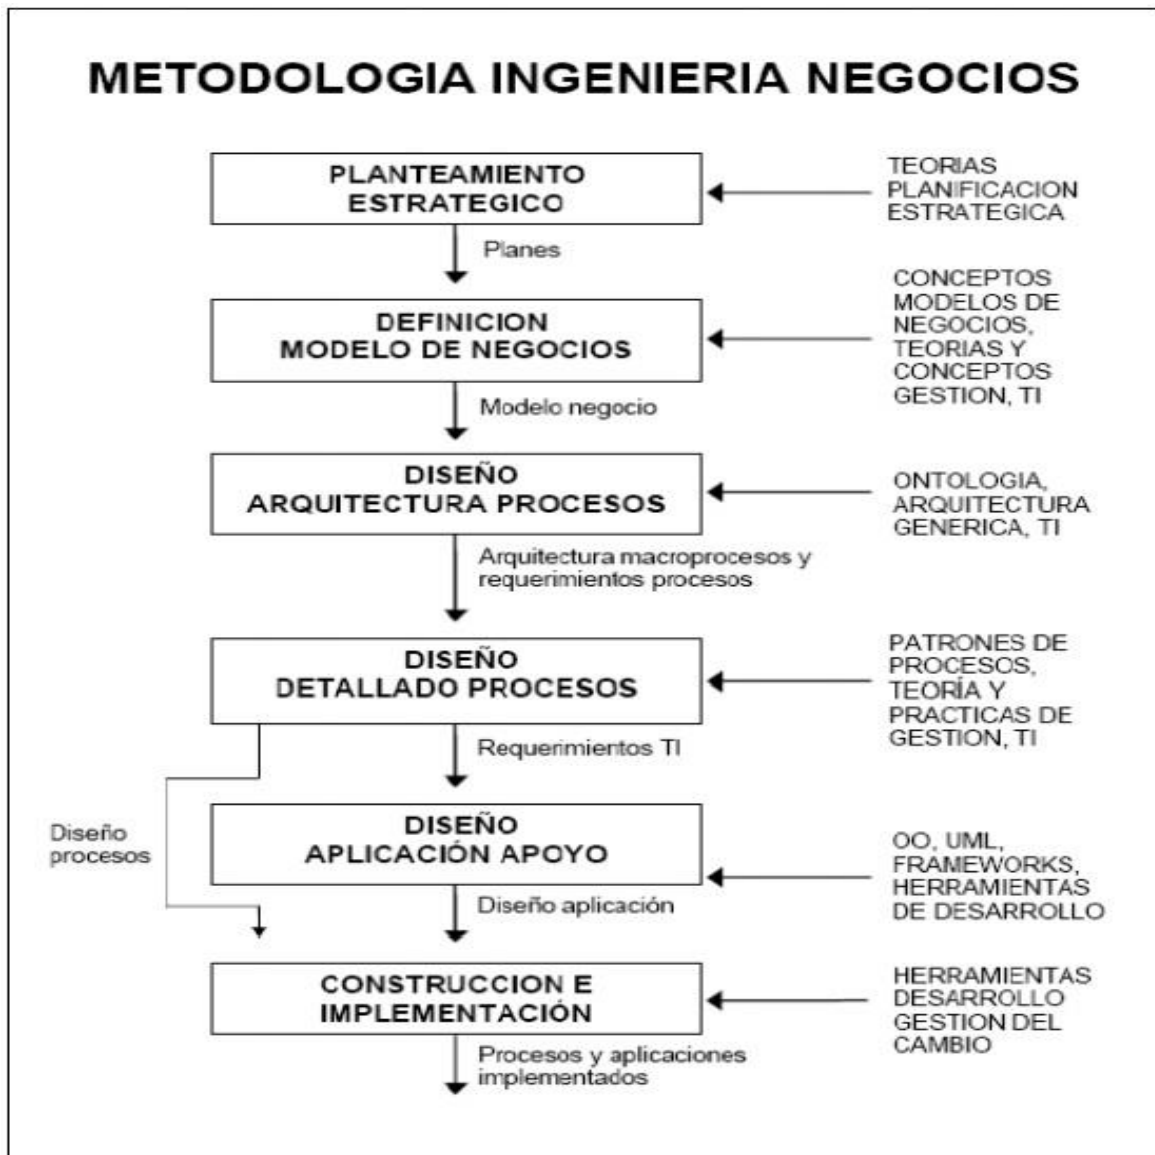 METODOLOGIA INGENIERIA NEGOCIOS
PLANTEAMIENTO
ESTRATEGICO
TEORIAS
PLANIFICACION
ESTRATEGICA
Planes
DEFINICION
MODELO DE NEGOCIOS
CONCEPTOS
MODELOS DE
NEGOCIOS,
TEORIAS Y
CONCEPTOS
GESTION, TI
Modelo negocio
DISEÑO
ARQUITECTURA PROCESOS
ONTOLOGIA,
ARQUITECTURA
GENERICA, TI
Arquitectura macroprocesos y
requerimientos procesos
DISEÑO
DETALLADO PROCESOS
PATRONES DE
PROCESOS,
TEORÍA Y
PRACTICAS DE
GESTION, TI
Requerimientos TI
Diseño
procesos
DISEÑO
APLICACIÓN APOYO
OO, UML,
FRAMEWORKS,
HERRAMIENTAS
DE DESARROLLO
Diseño aplicación
CONSTRUCCION E
IMPLEMENTACIÓN
HERRAMIENTAS
DESARROLLO
GESTION DEL
CAMBIO
Procesos y aplicaciones
implementados